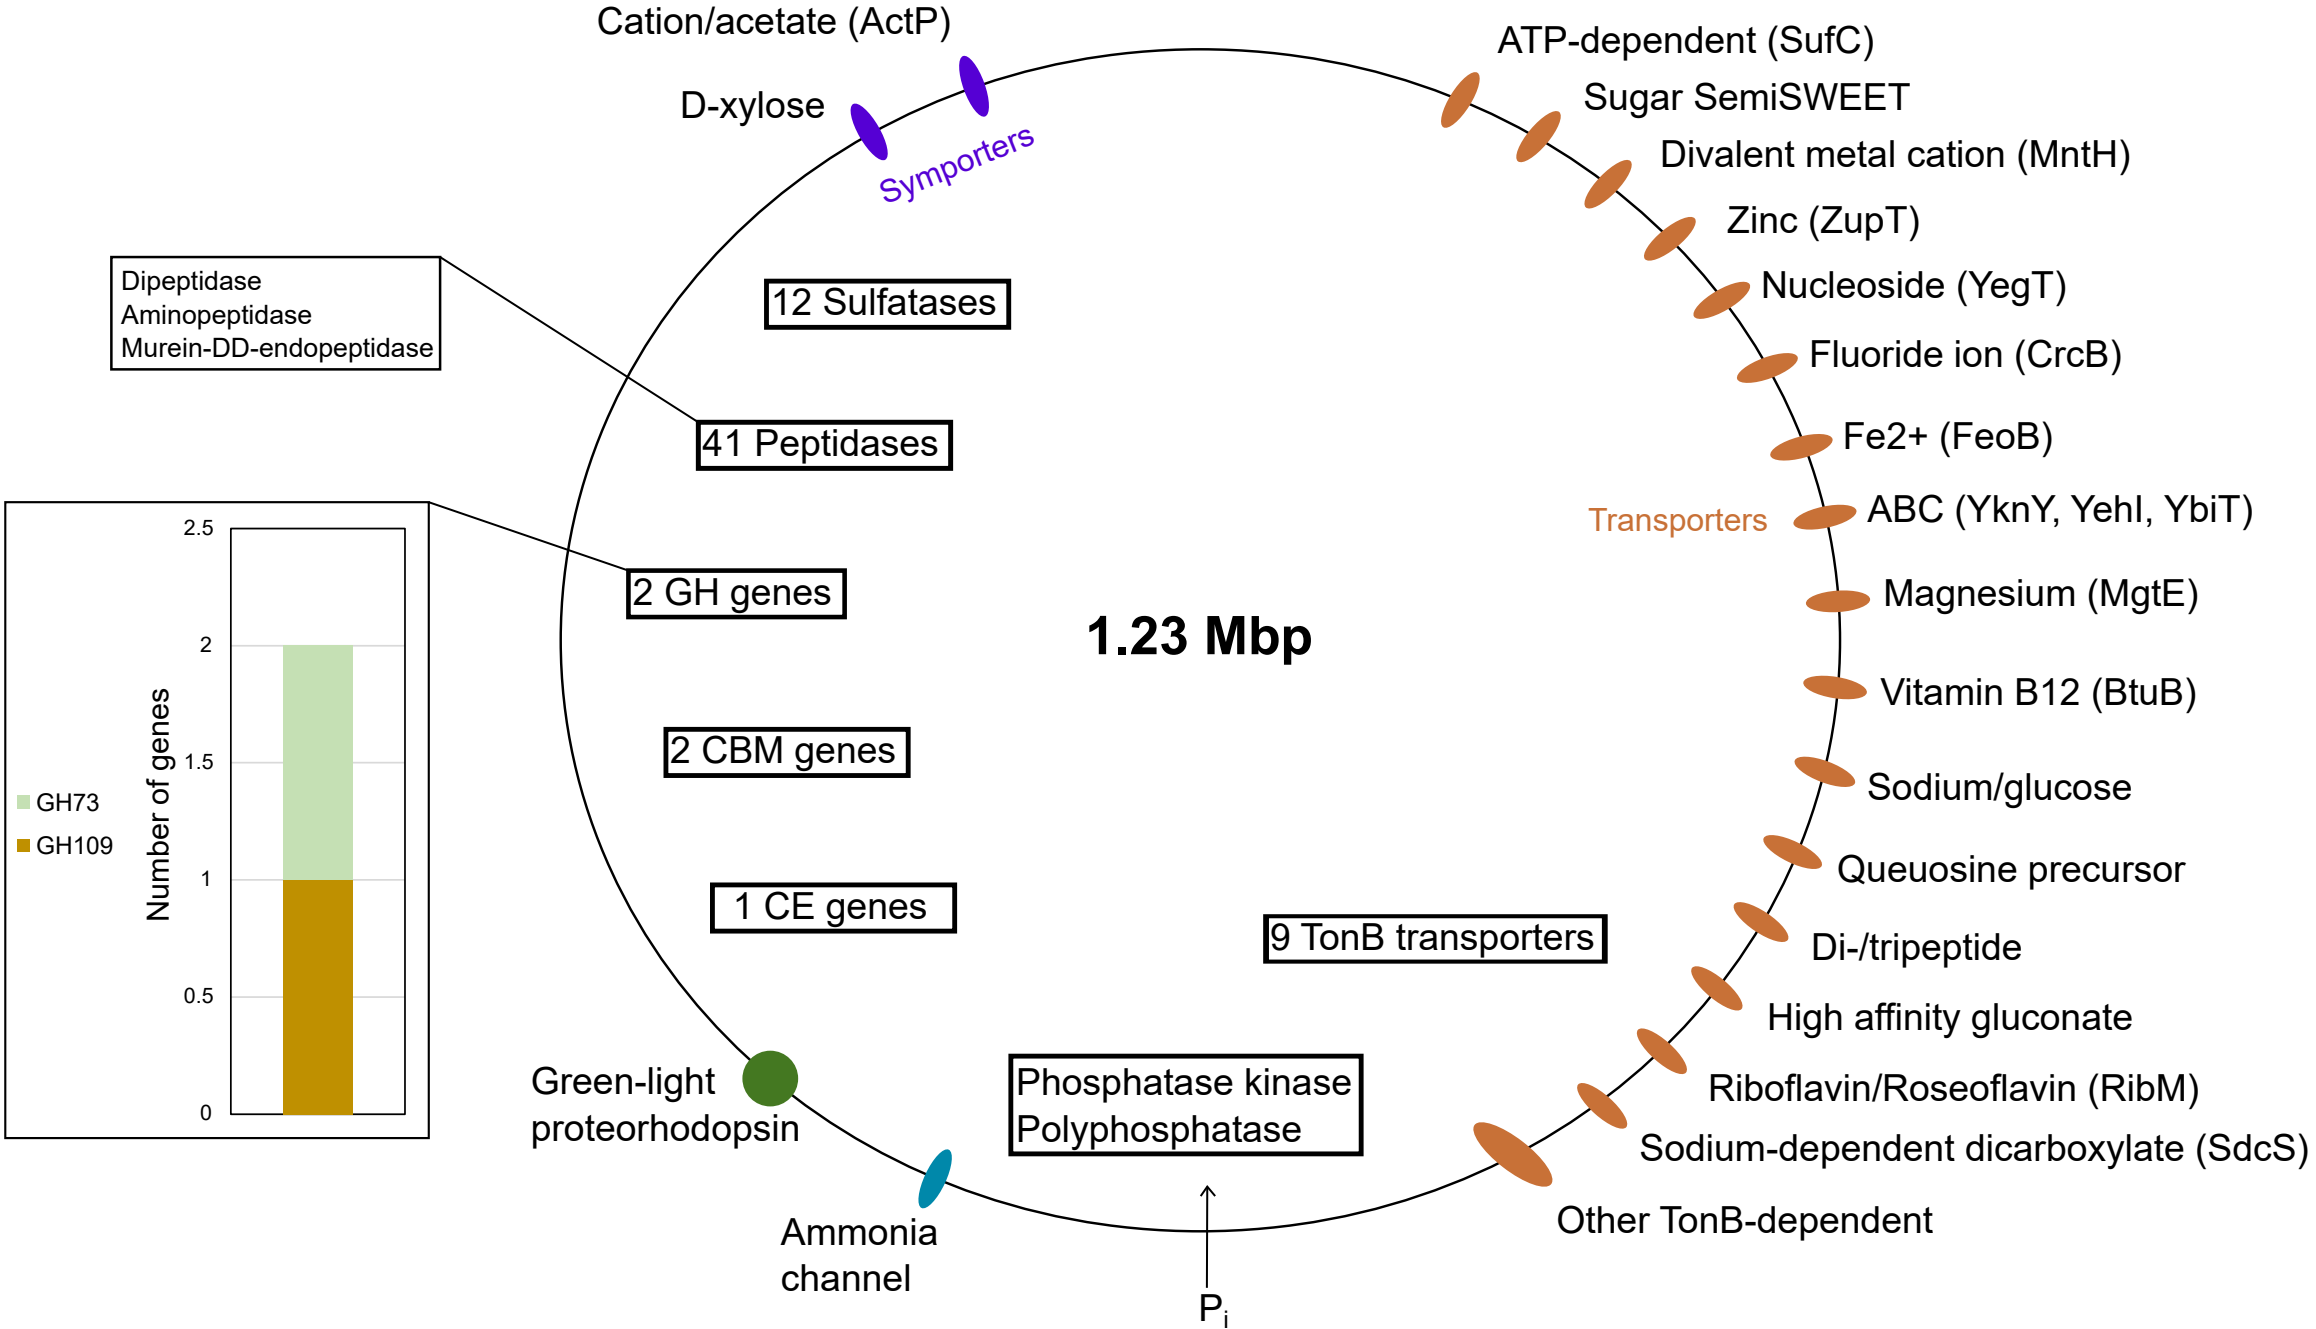 Cation/acetate (ActP)
D-xylose
Symporters
ATP-dependent (SufC)
Sugar SemiSWEET
Divalent metal cation (MntH)
Zinc (ZupT)
Nucleoside (YegT)
Fluoride ion (CrcB)
Fe2+ (FeoB)
Transporters
ABC (YknY, YehI, YbiT)
Magnesium (MgtE)
Vitamin B12 (BtuB)
Sodium/glucose
Queuosine precursor
Di-/tripeptide
High affinity gluconate
Riboflavin/Roseoflavin (RibM)
Sodium-dependent dicarboxylate (SdcS)
Other TonB-dependent
Dipeptidase
Aminopeptidase
Murein-DD-endopeptidase
12 Sulfatases
41 Peptidases
2 GH genes
1.23 Mbp
2 CBM genes
1 CE genes
9 TonB transporters
2.5
2
1.5
1
0.5
0
Number of genes
GH73
GH109
Green-light
proteorhodopsin
Phosphatase kinase
Polyphosphatase
Ammonia
channel
Pi